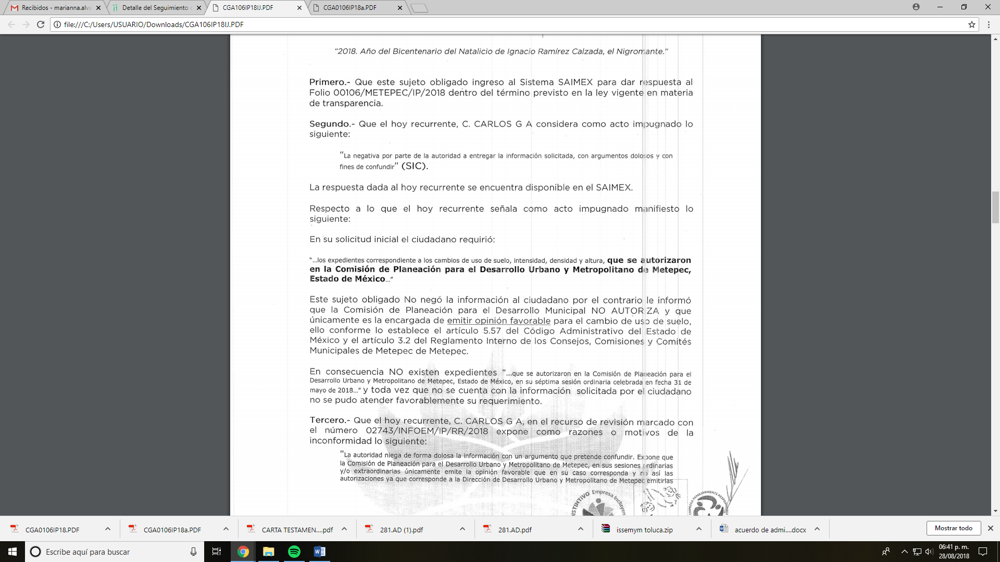 Recibidos - marianna.alva
Detalle del Seguimiento d
CGA106IP18IJ.PDF
CGA0106IP18a.PDF
file:///C:/Users/USUARIO/Downloads/CGA106IP18IJ.PDF
“2018. Año del Bicentenario del Natalicio de Ignacio Ramírez Calzada, el Nigromante.”
Primero.- Que este sujeto obligado ingreso al Sistema SAIMEX para dar respuesta al
Folio 00106/METEPEC/IP/2018 dentro del término previsto en la ley vigente en materia
de transparencia.
Segundo.- Que el hoy recurrente, C. CARLOS G A considera como acto impugnado lo
siguiente:
“La negativa por parte de la autoridad a entregar la información solicitada, con argumentos dolosos y con
fines de confundir” (SIC).
La respuesta dada al hoy recurrente se encuentra disponible en el SAIMEX.
Respecto a lo que el hoy recurrente señala como acto impugnado manifiesto lo
siguiente:
En su solicitud inicial el ciudadano requirió:
“...los expedientes correspondiente a los cambios de uso de suelo, intensidad, densidad y altura, que se autorizaron
en la Comisión de Planeación para el Desarrollo Urbano y Metropolitano de Metepec,
Estado de México...”
Este sujeto obligado No negó la información al ciudadano por el contrario le informó
que la Comisión de Planeación para el Desarrollo Municipal NO AUTORIZA y que
únicamente es la encargada de emitir opinión favorable para el cambio de uso de suelo,
ello conforme lo establece el artículo 5.57 del Código Administrativo del Estado de
México y el artículo 3.2 del Reglamento Interno de los Consejos, Comisiones y Comités
Municipales de Metepec de Metepec.
En consecuencia NO existen expedientes “...que se autorizaron en la Comisión de Planeación para el
Desarrollo Urbano y Metropolitano de Metepec, Estado de México, en su séptima sesión ordinaria celebrada en fecha 31 de
mayo de 2018...” y toda vez que no se cuenta con la información solicitada por el ciudadano
no se pudo atender favorablemente su requerimiento.
Tercero.- Que el hoy recurrente, C. CARLOS G A, en el recurso de revisión marcado con
el número 02743/INFOEM/IP/RR/2018 expone como razones o motivos de la
inconformidad lo siguiente:
“La autoridad niega de forma dolosa la información con un argumento que pretende confundir. Expone que
la Comisión de Planeación para el Desarrollo Urbano y Metropolitano de Metepec, en sus sesiones ordinarias
y/o extraordinarias únicamente emite la opinión favorable que en su caso corresponda y no así las
autorizaciones ya que corresponde a la Dirección de Desarrollo Urbano y Metropolitano de Metepec emitirlas
DISTINTIVO Empresa Incluyen
EMPRESA FAMILIARMENTE RESPONSABLE
CGA0106IP18.PDF
CGA0106IP18a.PDF
CARTA TESTAMEN....pdf
281.AD (1).pdf
281.AD.pdf
issemym toluca.zip
acuerdo de admi....docx
Mostrar todo
Escribe aquí para buscar
06:41 p. m.
28/08/2018